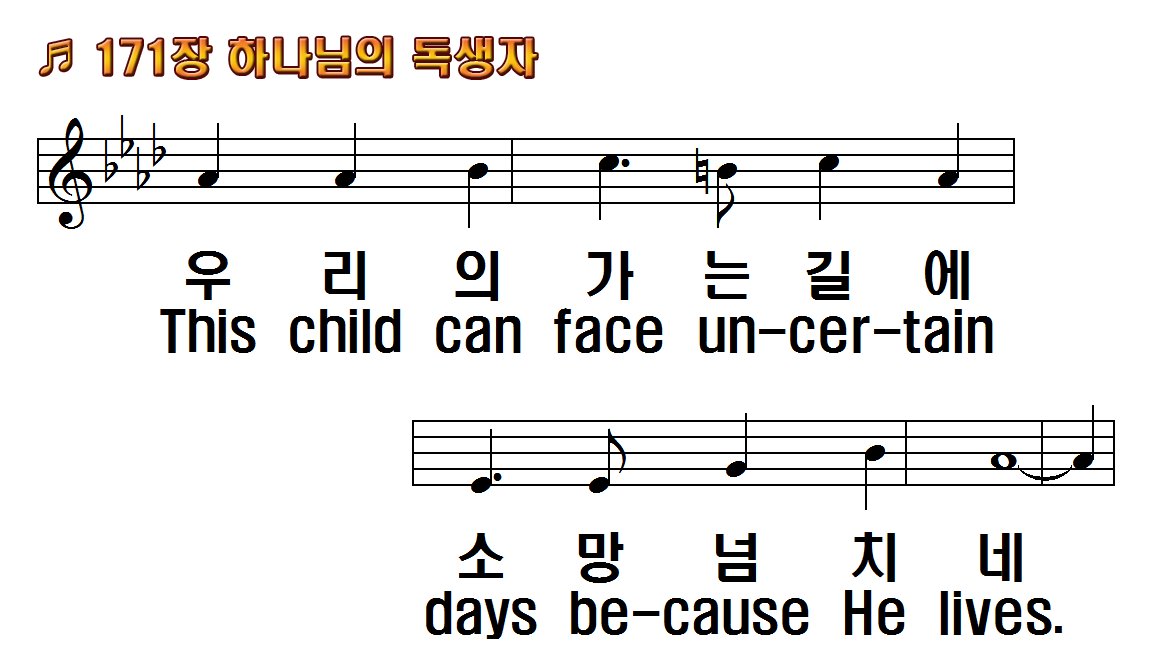 171장 하나님의 독생자
우 리 의 가 는 길 에
This child can face un-cer-tain
소 망 넘 치 네
days be-cause He lives.